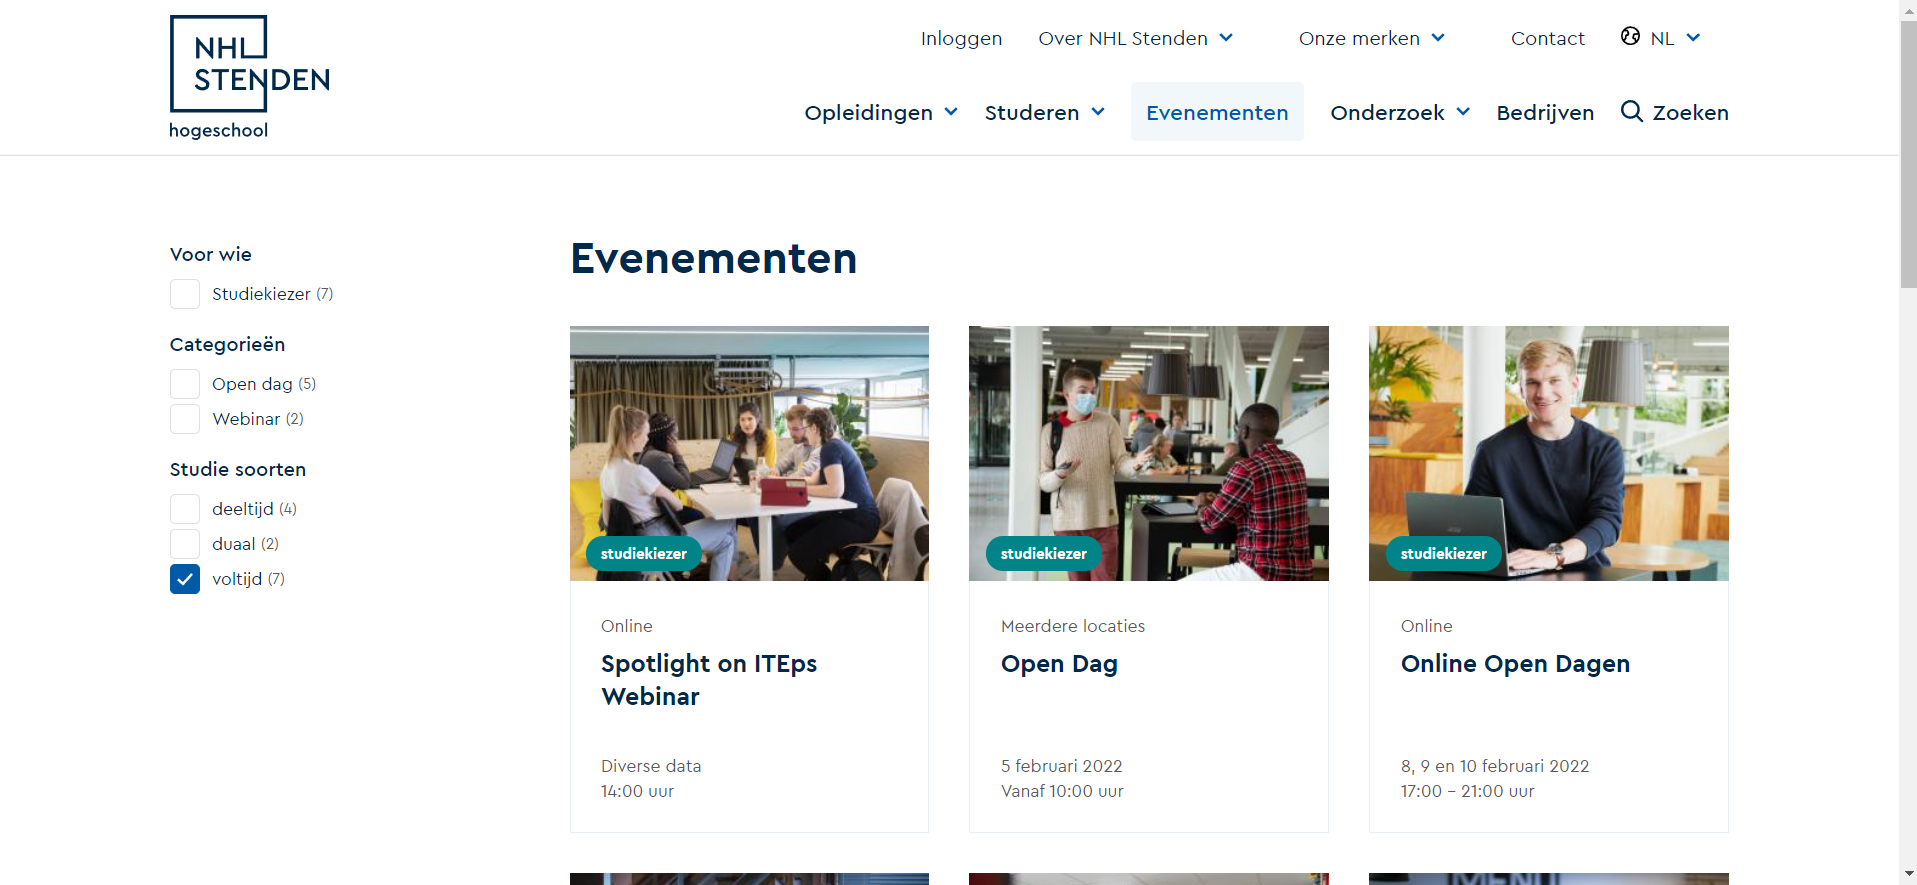 NHL
STENDEN
hogeschool
Inloggen Over NHL Stenden Onze merken Contact NL
Opleidingen Studeren Evenementen Onderzoek Bedrijven Zoeken
Voor wie
Studiekiezer (7)
Categorieën
Open dag (5)
Webinar (2)
Studie soorten
deeltijd (4)
duaal (2)
voltijd (7)
Evenementen
studiekiezer
Online
Spotlight on ITEps
Webinar
Diverse data
14:00 uur
studiekiezer
Meerdere locaties
Open Dag
5 februari 2022
Vanaf 10:00 uur
studiekiezer
Online
Online Open Dagen
8, 9 en 10 februari 2022
17:00 – 21:00 uur
MENU